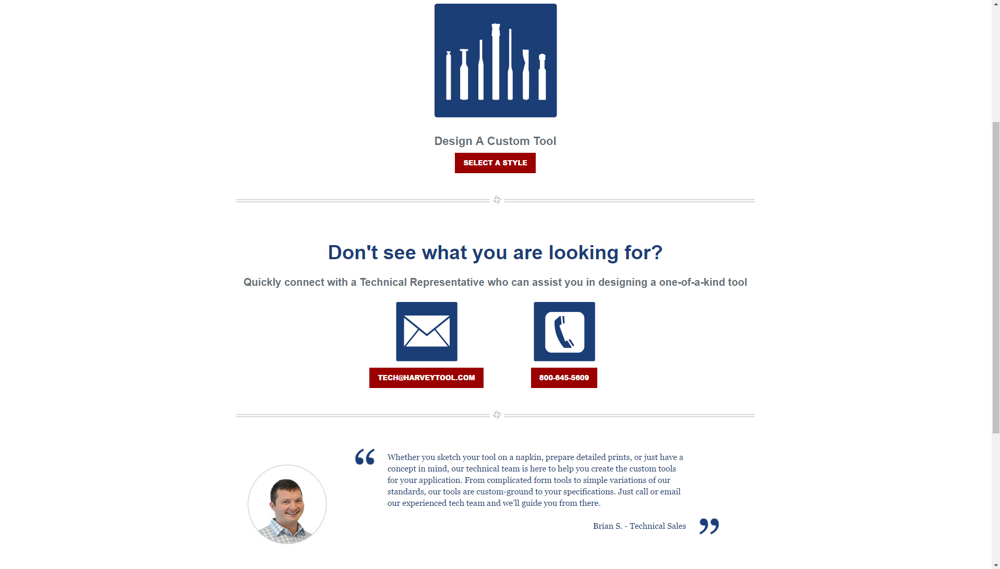 Design A Custom Tool
SELECT A STYLE
Don't see what you are looking for?
Quickly connect with a Technical Representative who can assist you in designing a one-of-a-kind tool
TECH@HARVEYTOOL.COM
800-645-5609
“
Whether you sketch your tool on a napkin, prepare detailed prints, or just have a
concept in mind, our technical team is here to help you create the custom tools
for your application. From complicated form tools to simple variations of our
standards, our tools are custom-ground to your specifications. Just call or email
our experienced tech team and we'll guide you from there.
Brian S. - Technical Sales
”